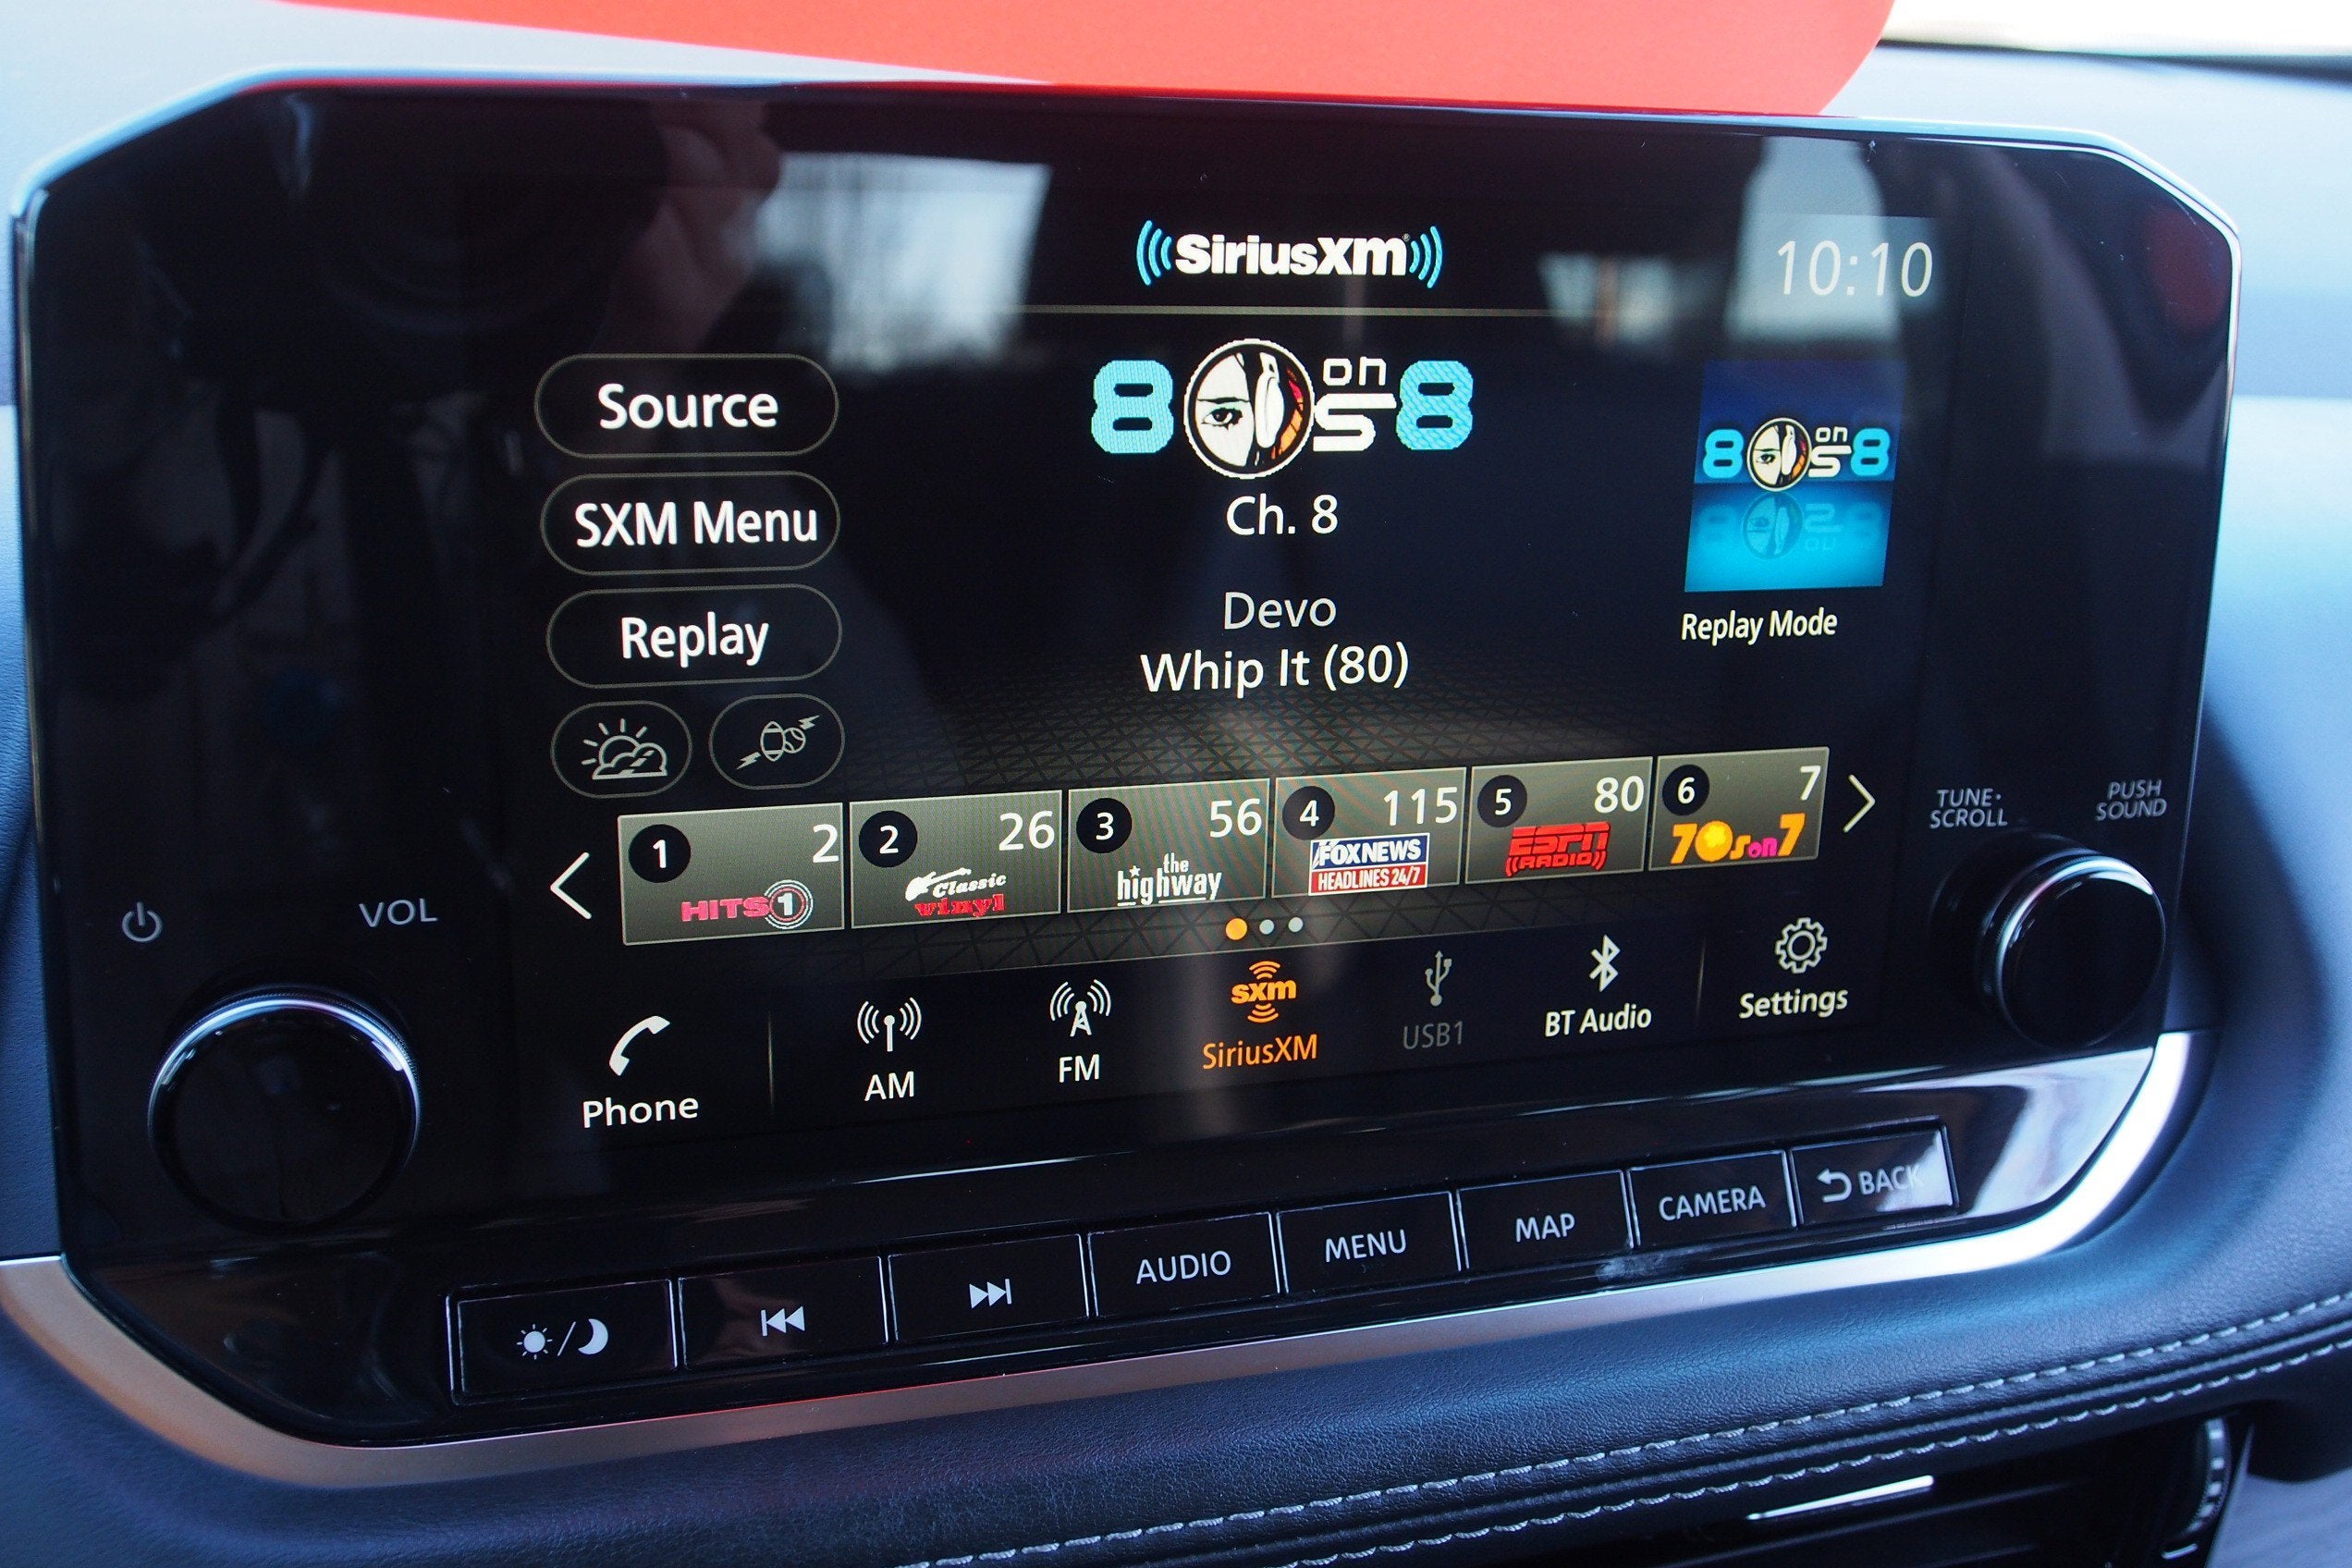 SiriusXM
10:10
Source
SXM Menu
Replay
80s on 8
Ch. 8
Devo
Whip It (80)
80s on 8
Replay Mode
1 2 HITS 1
2 26 Classic vinyl
3 56 the highway
4 115 FOX NEWS HEADLINES 24/7
5 80 ESPN RADIO
6 7 70s on 7
VOL
TUNE·
SCROLL
PUSH
SOUND
Phone
AM
FM
sxm
SiriusXM
USB1
BT Audio
Settings
AUDIO
MENU
MAP
CAMERA
BACK